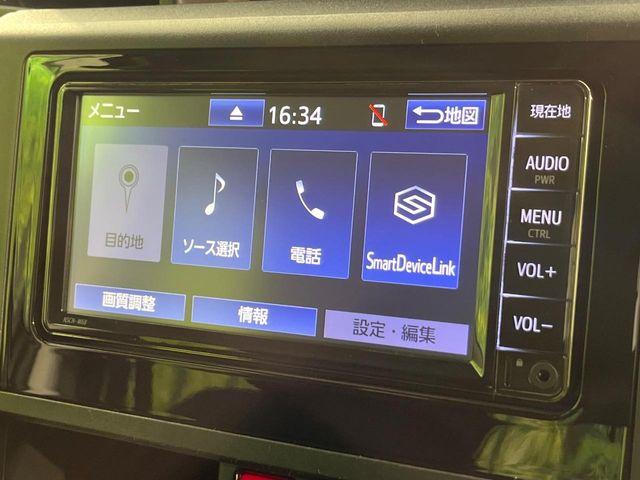 メニュー 16:34 地図
目的地 ソース選択 電話 SmartDeviceLink
画質調整 情報 設定・編集
現在地
AUDIO
PWR
MENU
CTRL
VOL+
VOL−